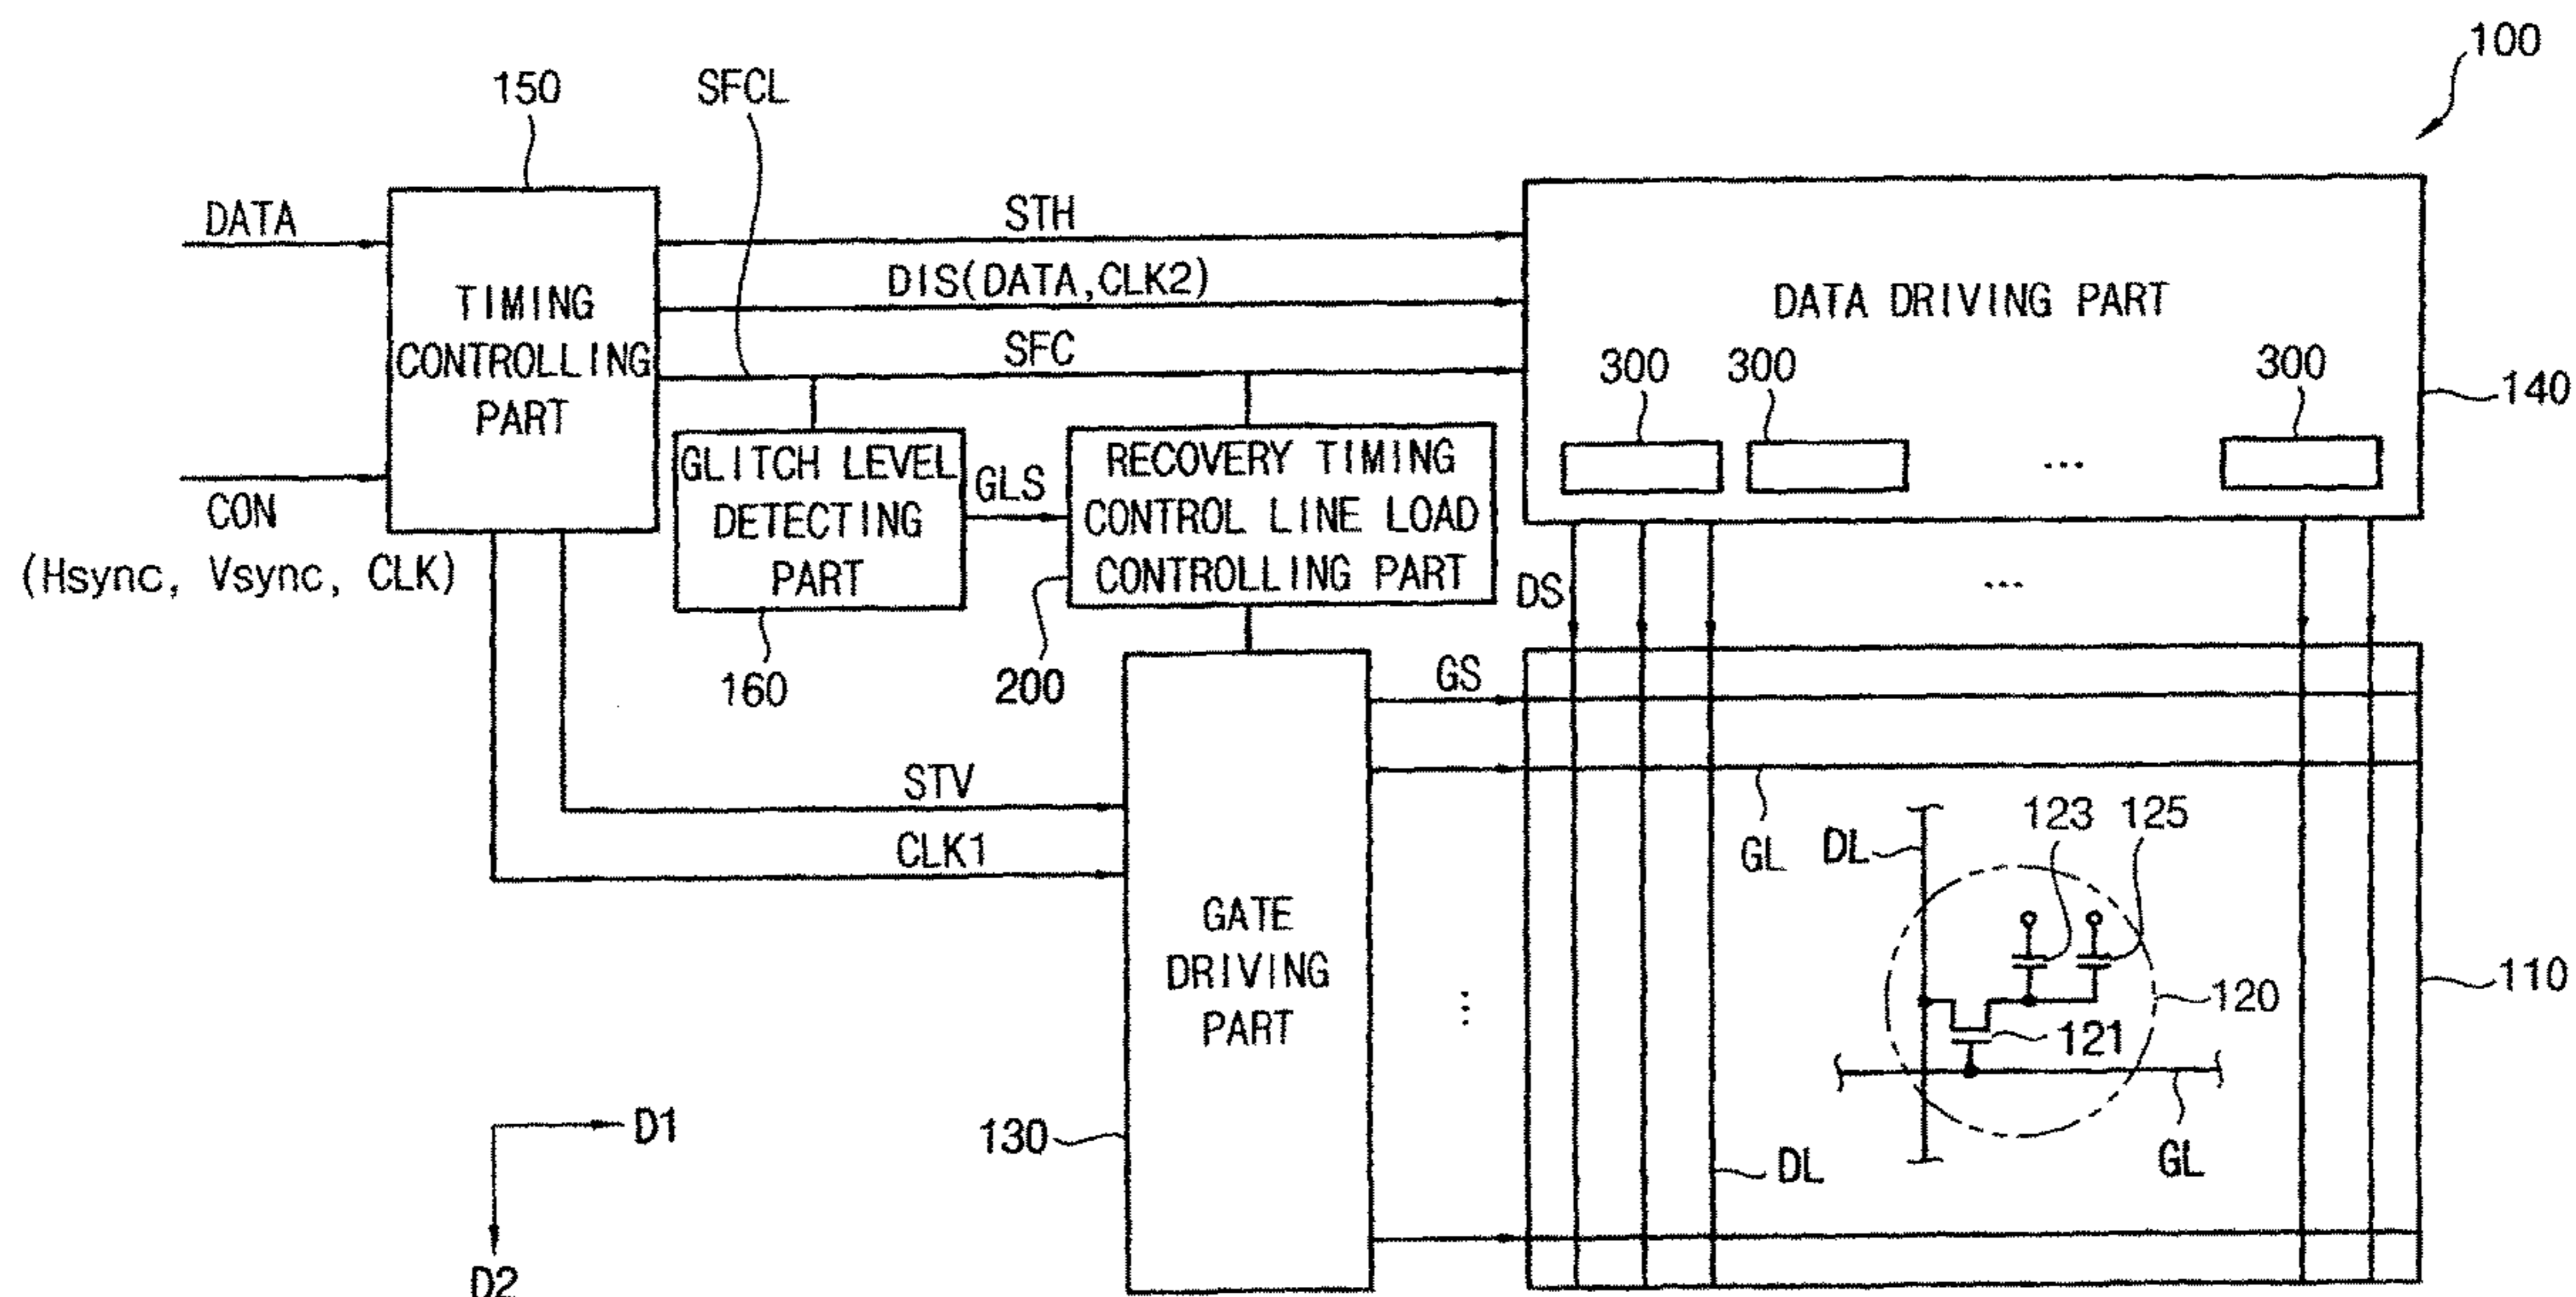 100
150
SFCL
DATA
STH
DIS(DATA,CLK2)
SFC
TIMING
CONTROLLING
PART
DATA DRIVING PART
300
300
300
...
140
CON
(Hsync, Vsync, CLK)
GLITCH LEVEL
DETECTING
PART
GLS
RECOVERY TIMING
CONTROL LINE LOAD
CONTROLLING PART
DS
...
160
200
GS
STV
CLK1
GL
DL
123
125
GATE
DRIVING
PART
110
120
121
130
D1
D2
DL
GL